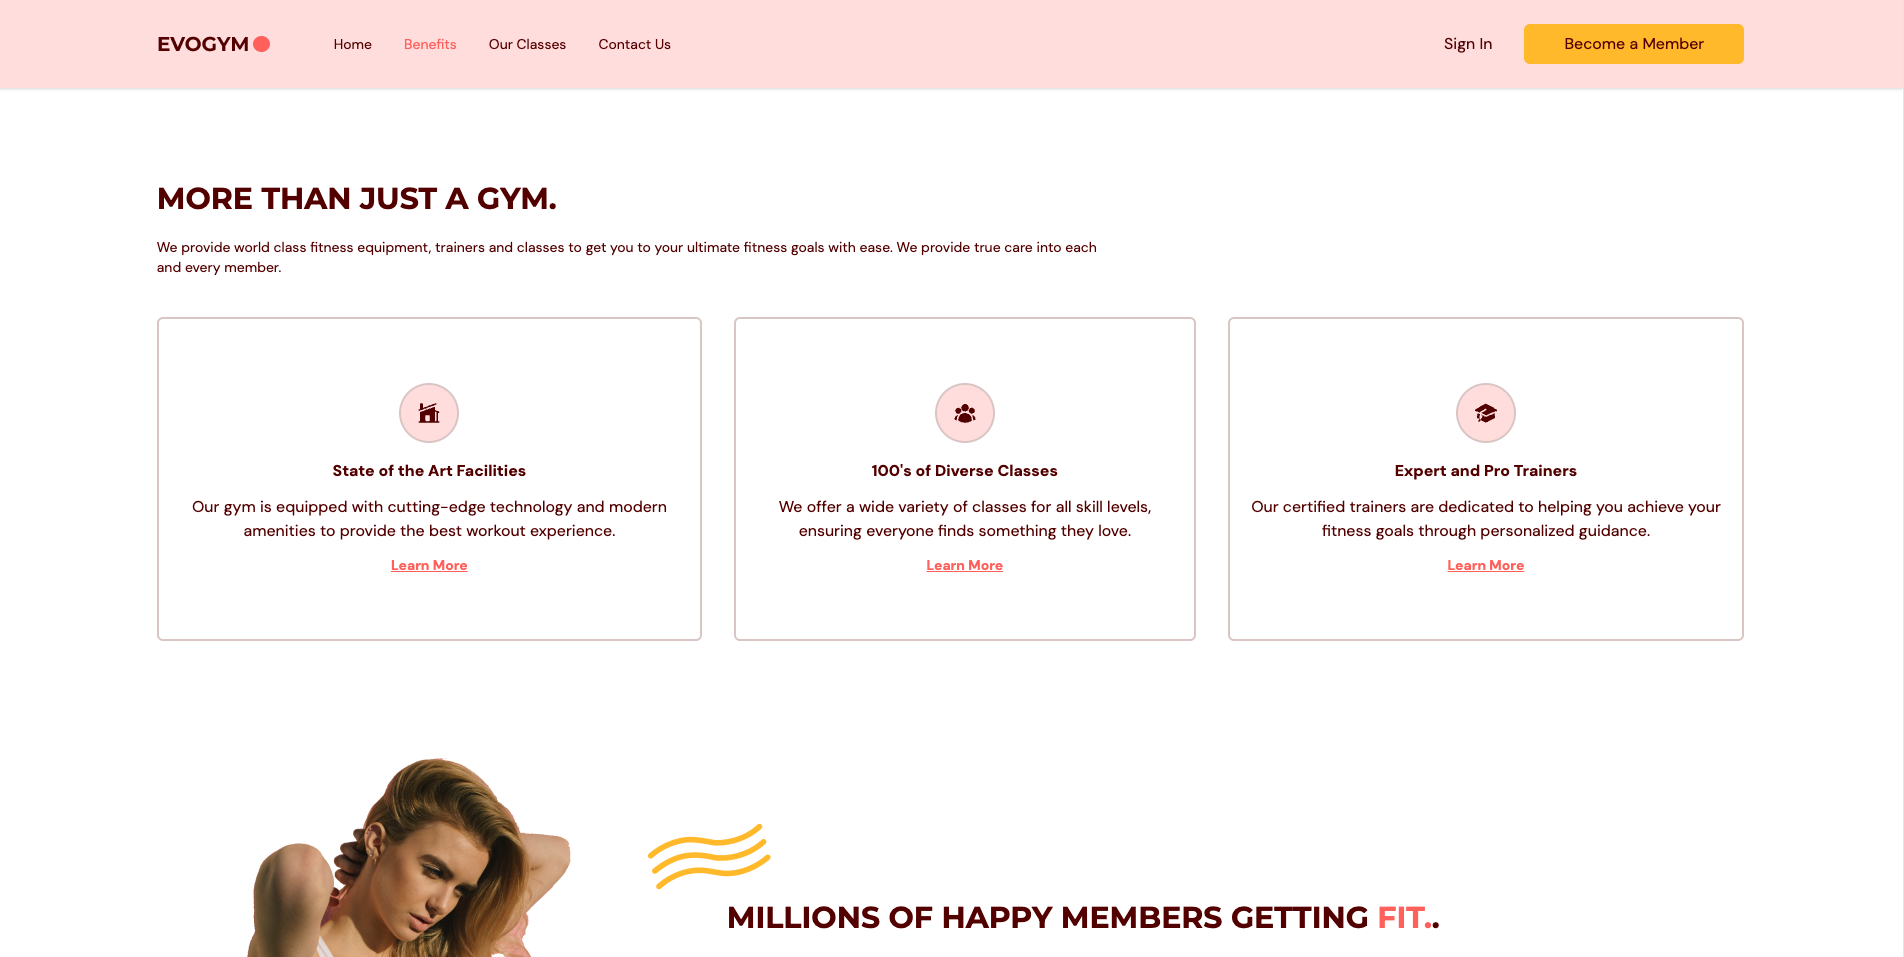 EVOGYM
Home
Benefits
Our Classes
Contact Us
Sign In
Become a Member
MORE THAN JUST A GYM.
We provide world class fitness equipment, trainers and classes to get you to your ultimate fitness goals with ease. We provide true care into each
and every member.
State of the Art Facilities
Our gym is equipped with cutting-edge technology and modern
amenities to provide the best workout experience.
Learn More
100's of Diverse Classes
We offer a wide variety of classes for all skill levels,
ensuring everyone finds something they love.
Learn More
Expert and Pro Trainers
Our certified trainers are dedicated to helping you achieve your
fitness goals through personalized guidance.
Learn More
MILLIONS OF HAPPY MEMBERS GETTING FIT..